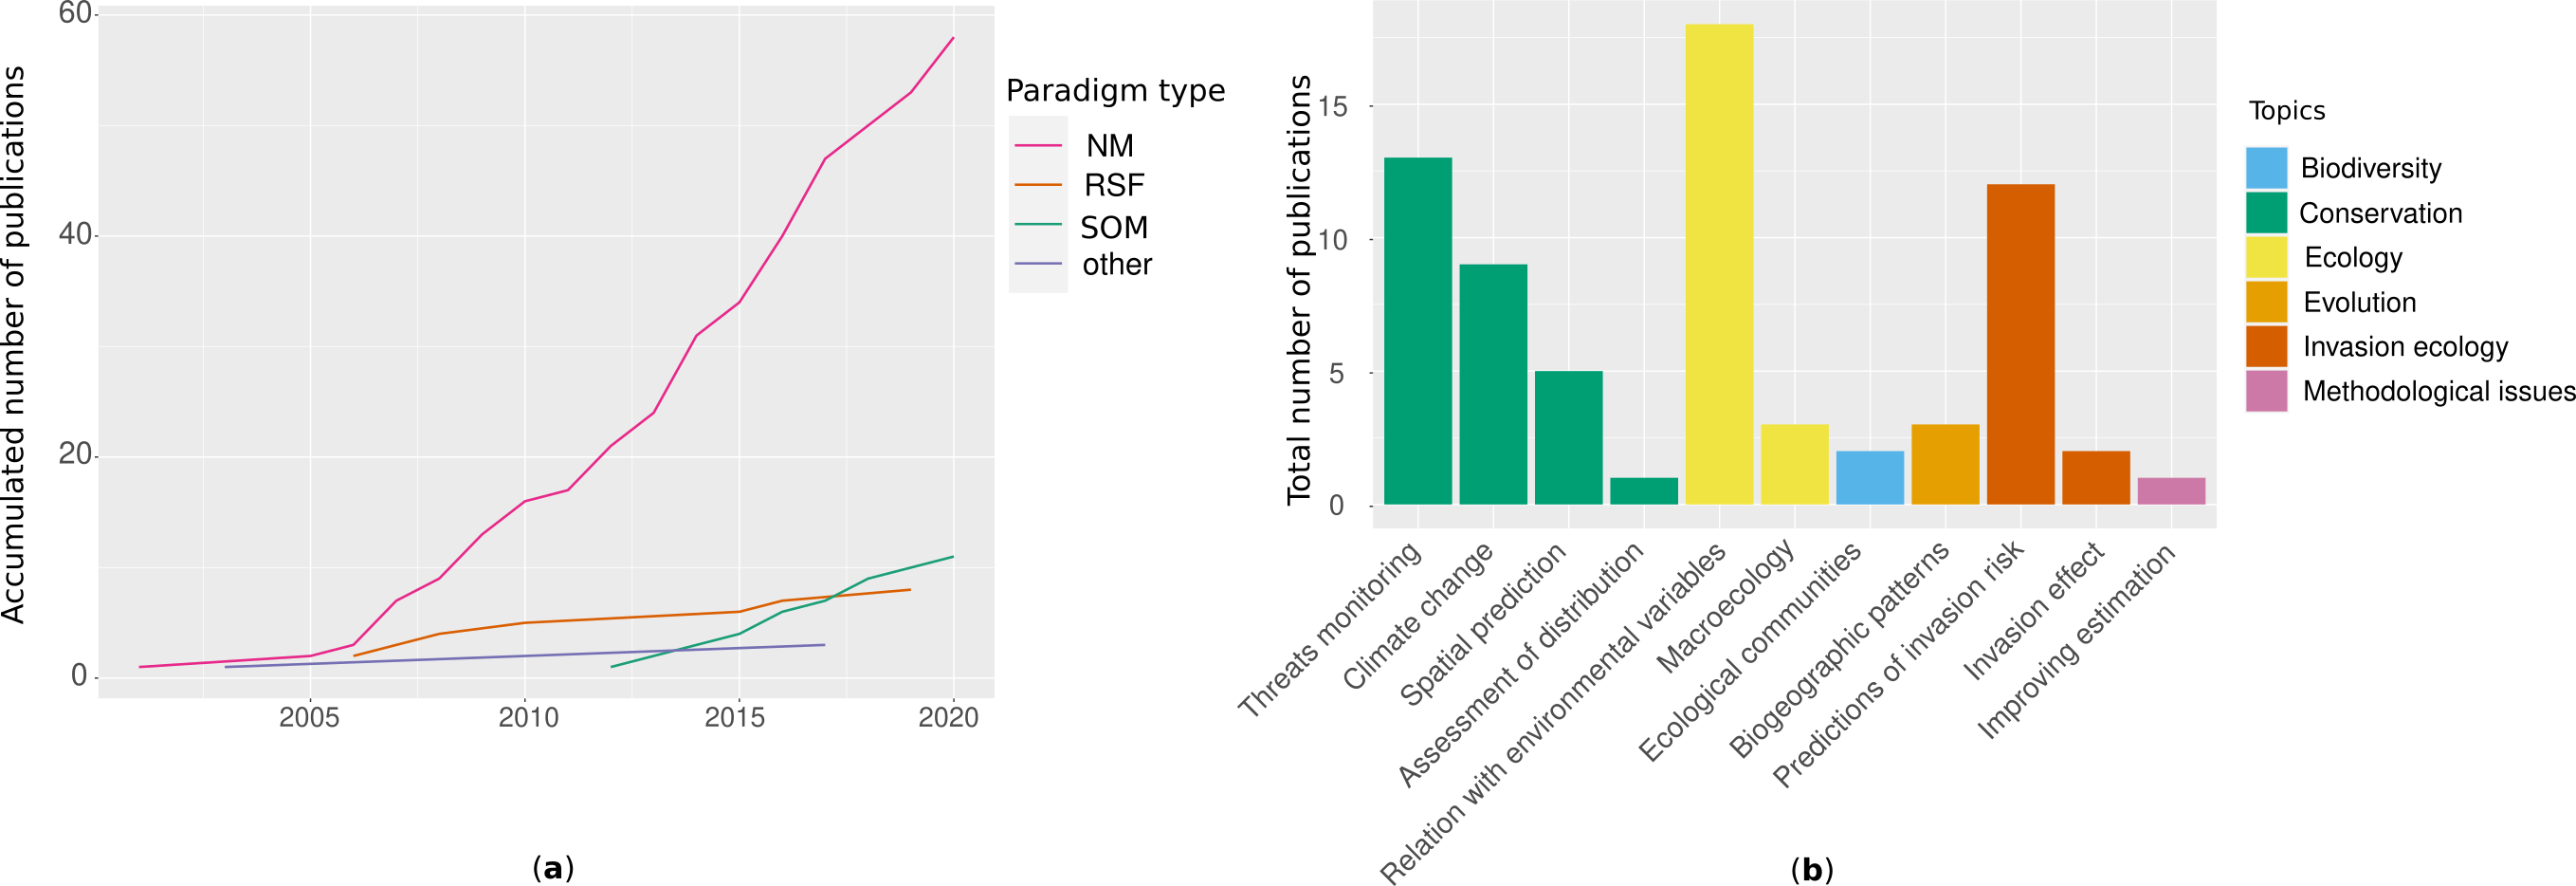 Accumulated number of publications
60
40
20
0
2005 2010 2015 2020
Paradigm type
NM
RSF
SOM
other
(a)
Total number of publications
15
10
5
0
Threats monitoring
Climate change
Spatial prediction
Assessment of distribution
Relation with environmental variables
Macroecology
Ecological communities
Biogeographic patterns
Predictions of invasion risk
Invasion effect
Improving estimation
Topics
Biodiversity
Conservation
Ecology
Evolution
Invasion ecology
Methodological issues
(b)